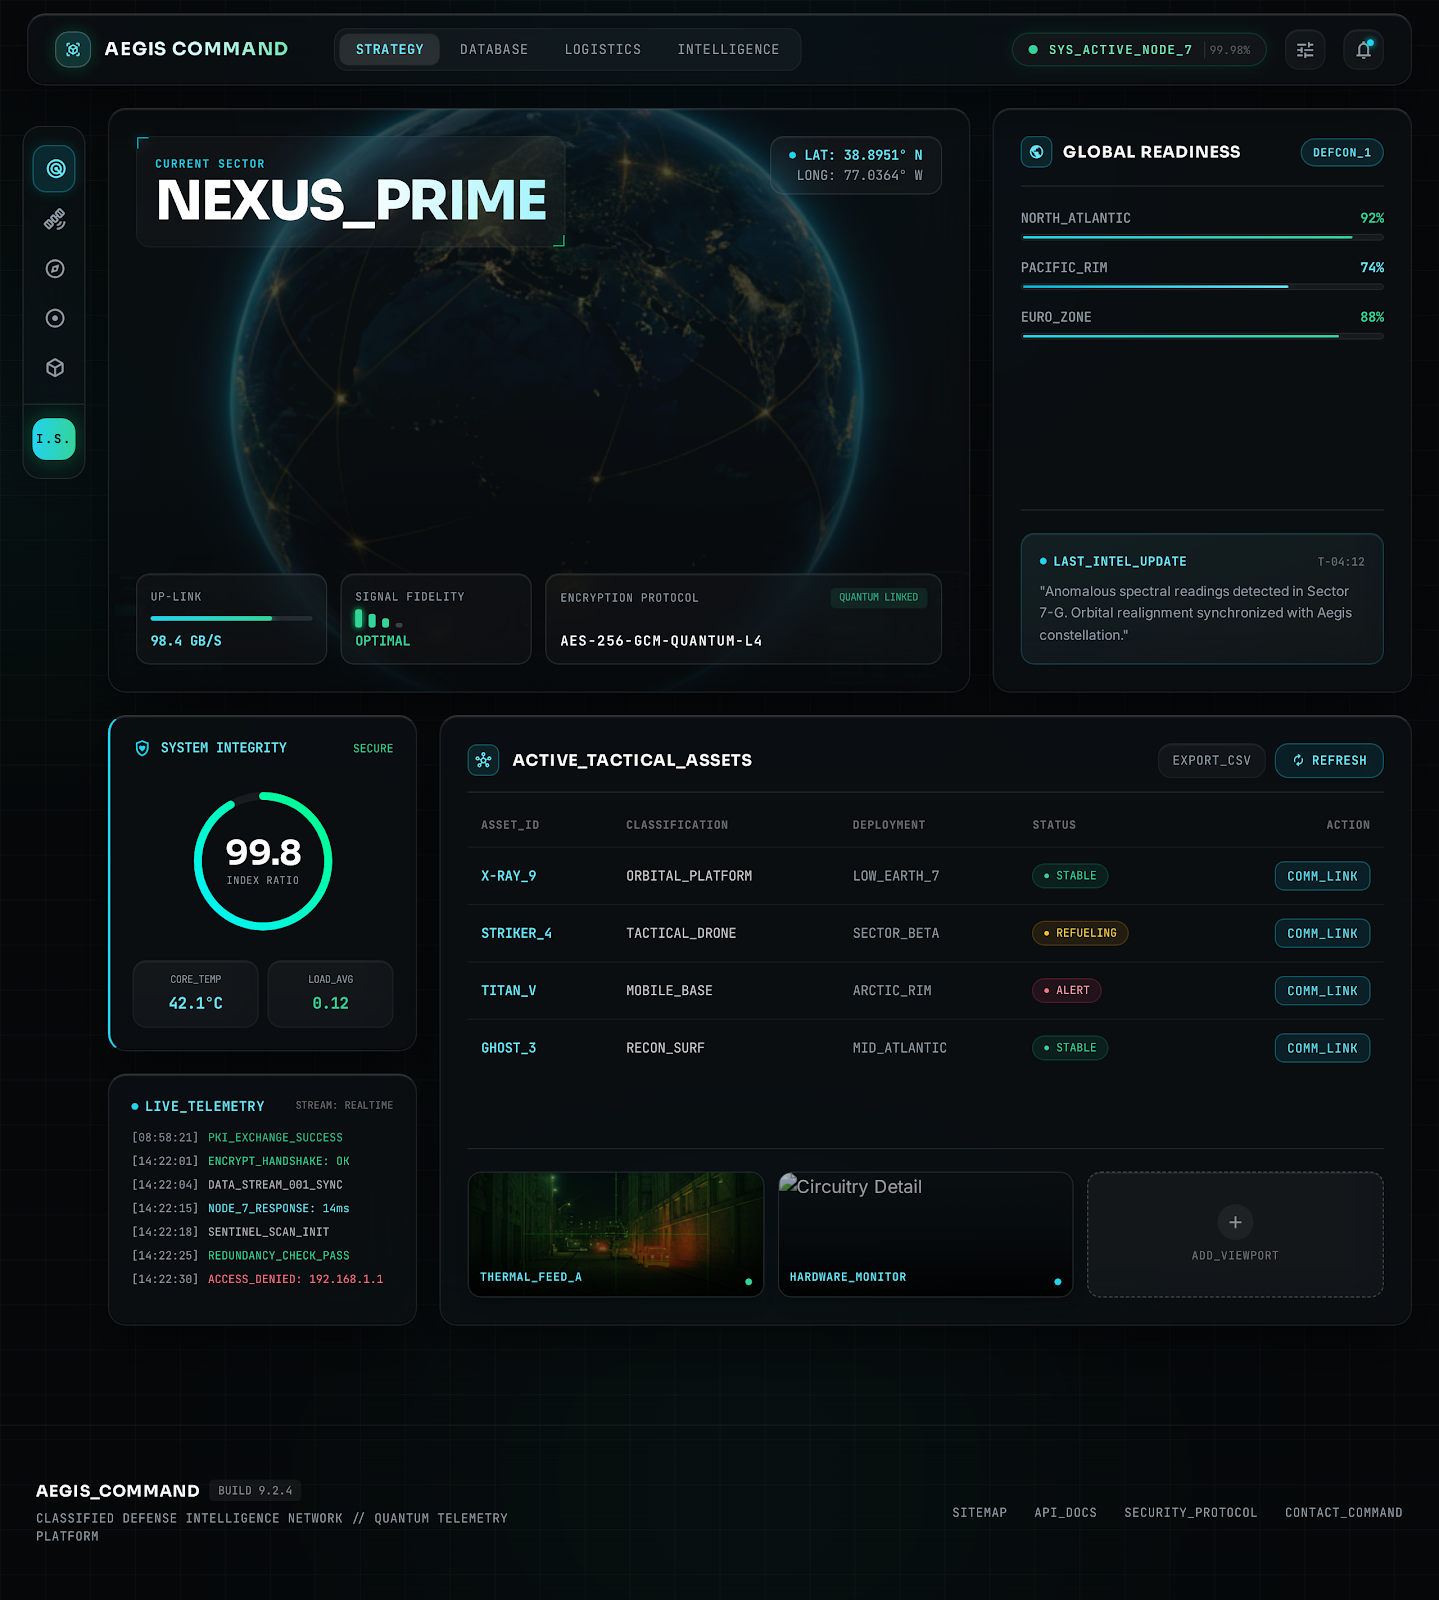 AEGIS COMMAND
STRATEGY
DATABASE
LOGISTICS
INTELLIGENCE
SYS_ACTIVE_NODE_7
99.98%
CURRENT SECTOR
NEXUS_PRIME
LAT: 38.8951° N
LONG: 77.0364° W
UP-LINK
98.4 GB/S
SIGNAL FIDELITY
OPTIMAL
ENCRYPTION PROTOCOL
QUANTUM LINKED
AES-256-GCM-QUANTUM-L4
GLOBAL READINESS
DEFCON_1
NORTH_ATLANTIC
92%
PACIFIC_RIM
74%
EURO_ZONE
88%
LAST_INTEL_UPDATE
T-04:12
"Anomalous spectral readings detected in Sector
7-G. Orbital realignment synchronized with Aegis
constellation."
I.S.
SYSTEM INTEGRITY
SECURE
99.8
INDEX RATIO
CORE_TEMP
42.1°C
LOAD_AVG
0.12
LIVE_TELEMETRY
STREAM: REALTIME
[08:58:21] PKI_EXCHANGE_SUCCESS
[14:22:01] ENCRYPT_HANDSHAKE: OK
[14:22:04] DATA_STREAM_001_SYNC
[14:22:15] NODE_7_RESPONSE: 14ms
[14:22:18] SENTINEL_SCAN_INIT
[14:22:25] REDUNDANCY_CHECK_PASS
[14:22:30] ACCESS_DENIED: 192.168.1.1
ACTIVE_TACTICAL_ASSETS
EXPORT_CSV
REFRESH
ASSET_ID CLASSIFICATION DEPLOYMENT STATUS ACTION
X-RAY_9 ORBITAL_PLATFORM LOW_EARTH_7 STABLE COMM_LINK
STRIKER_4 TACTICAL_DRONE SECTOR_BETA REFUELING COMM_LINK
TITAN_V MOBILE_BASE ARCTIC_RIM ALERT COMM_LINK
GHOST_3 RECON_SURF MID_ATLANTIC STABLE COMM_LINK
THERMAL_FEED_A
Circuitry Detail
HARDWARE_MONITOR
ADD_VIEWPORT
AEGIS_COMMAND
BUILD 9.2.4
CLASSIFIED DEFENSE INTELLIGENCE NETWORK // QUANTUM TELEMETRY
PLATFORM
SITEMAP
API_DOCS
SECURITY_PROTOCOL
CONTACT_COMMAND